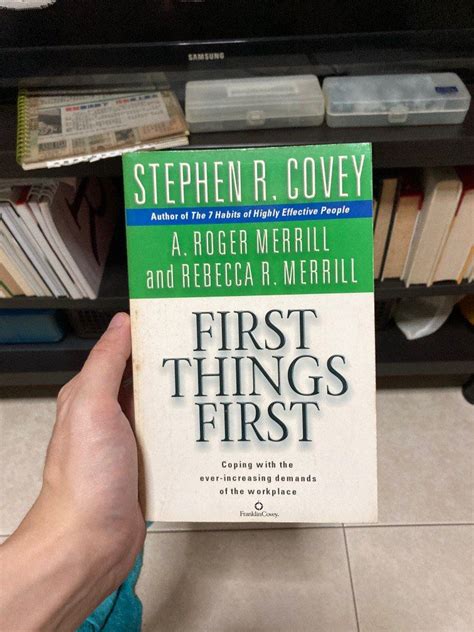 SAMSUNG
STEPHEN R. COVEY
Author of The 7 Habits of Highly Effective People
A. ROGER MERRILL
and REBECCA R. MERRILL
FIRST
THINGS
FIRST
Coping with the
ever-increasing demands
of the workplace
FranklinCovey.